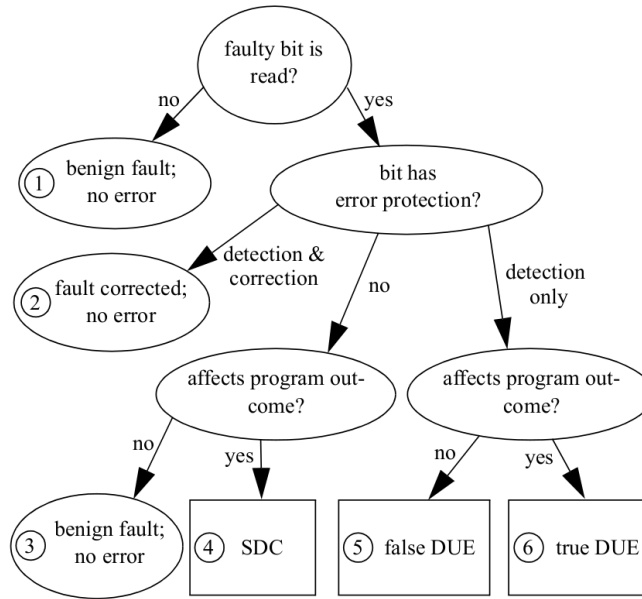 faulty bit is
read?
no
yes
1
benign fault;
no error
bit has
error protection?
detection &
correction
2
fault corrected;
no error
no
detection
only
affects program out-
come?
affects program out-
come?
no
yes
no
yes
3
benign fault;
no error
4
SDC
5
false DUE
6
true DUE